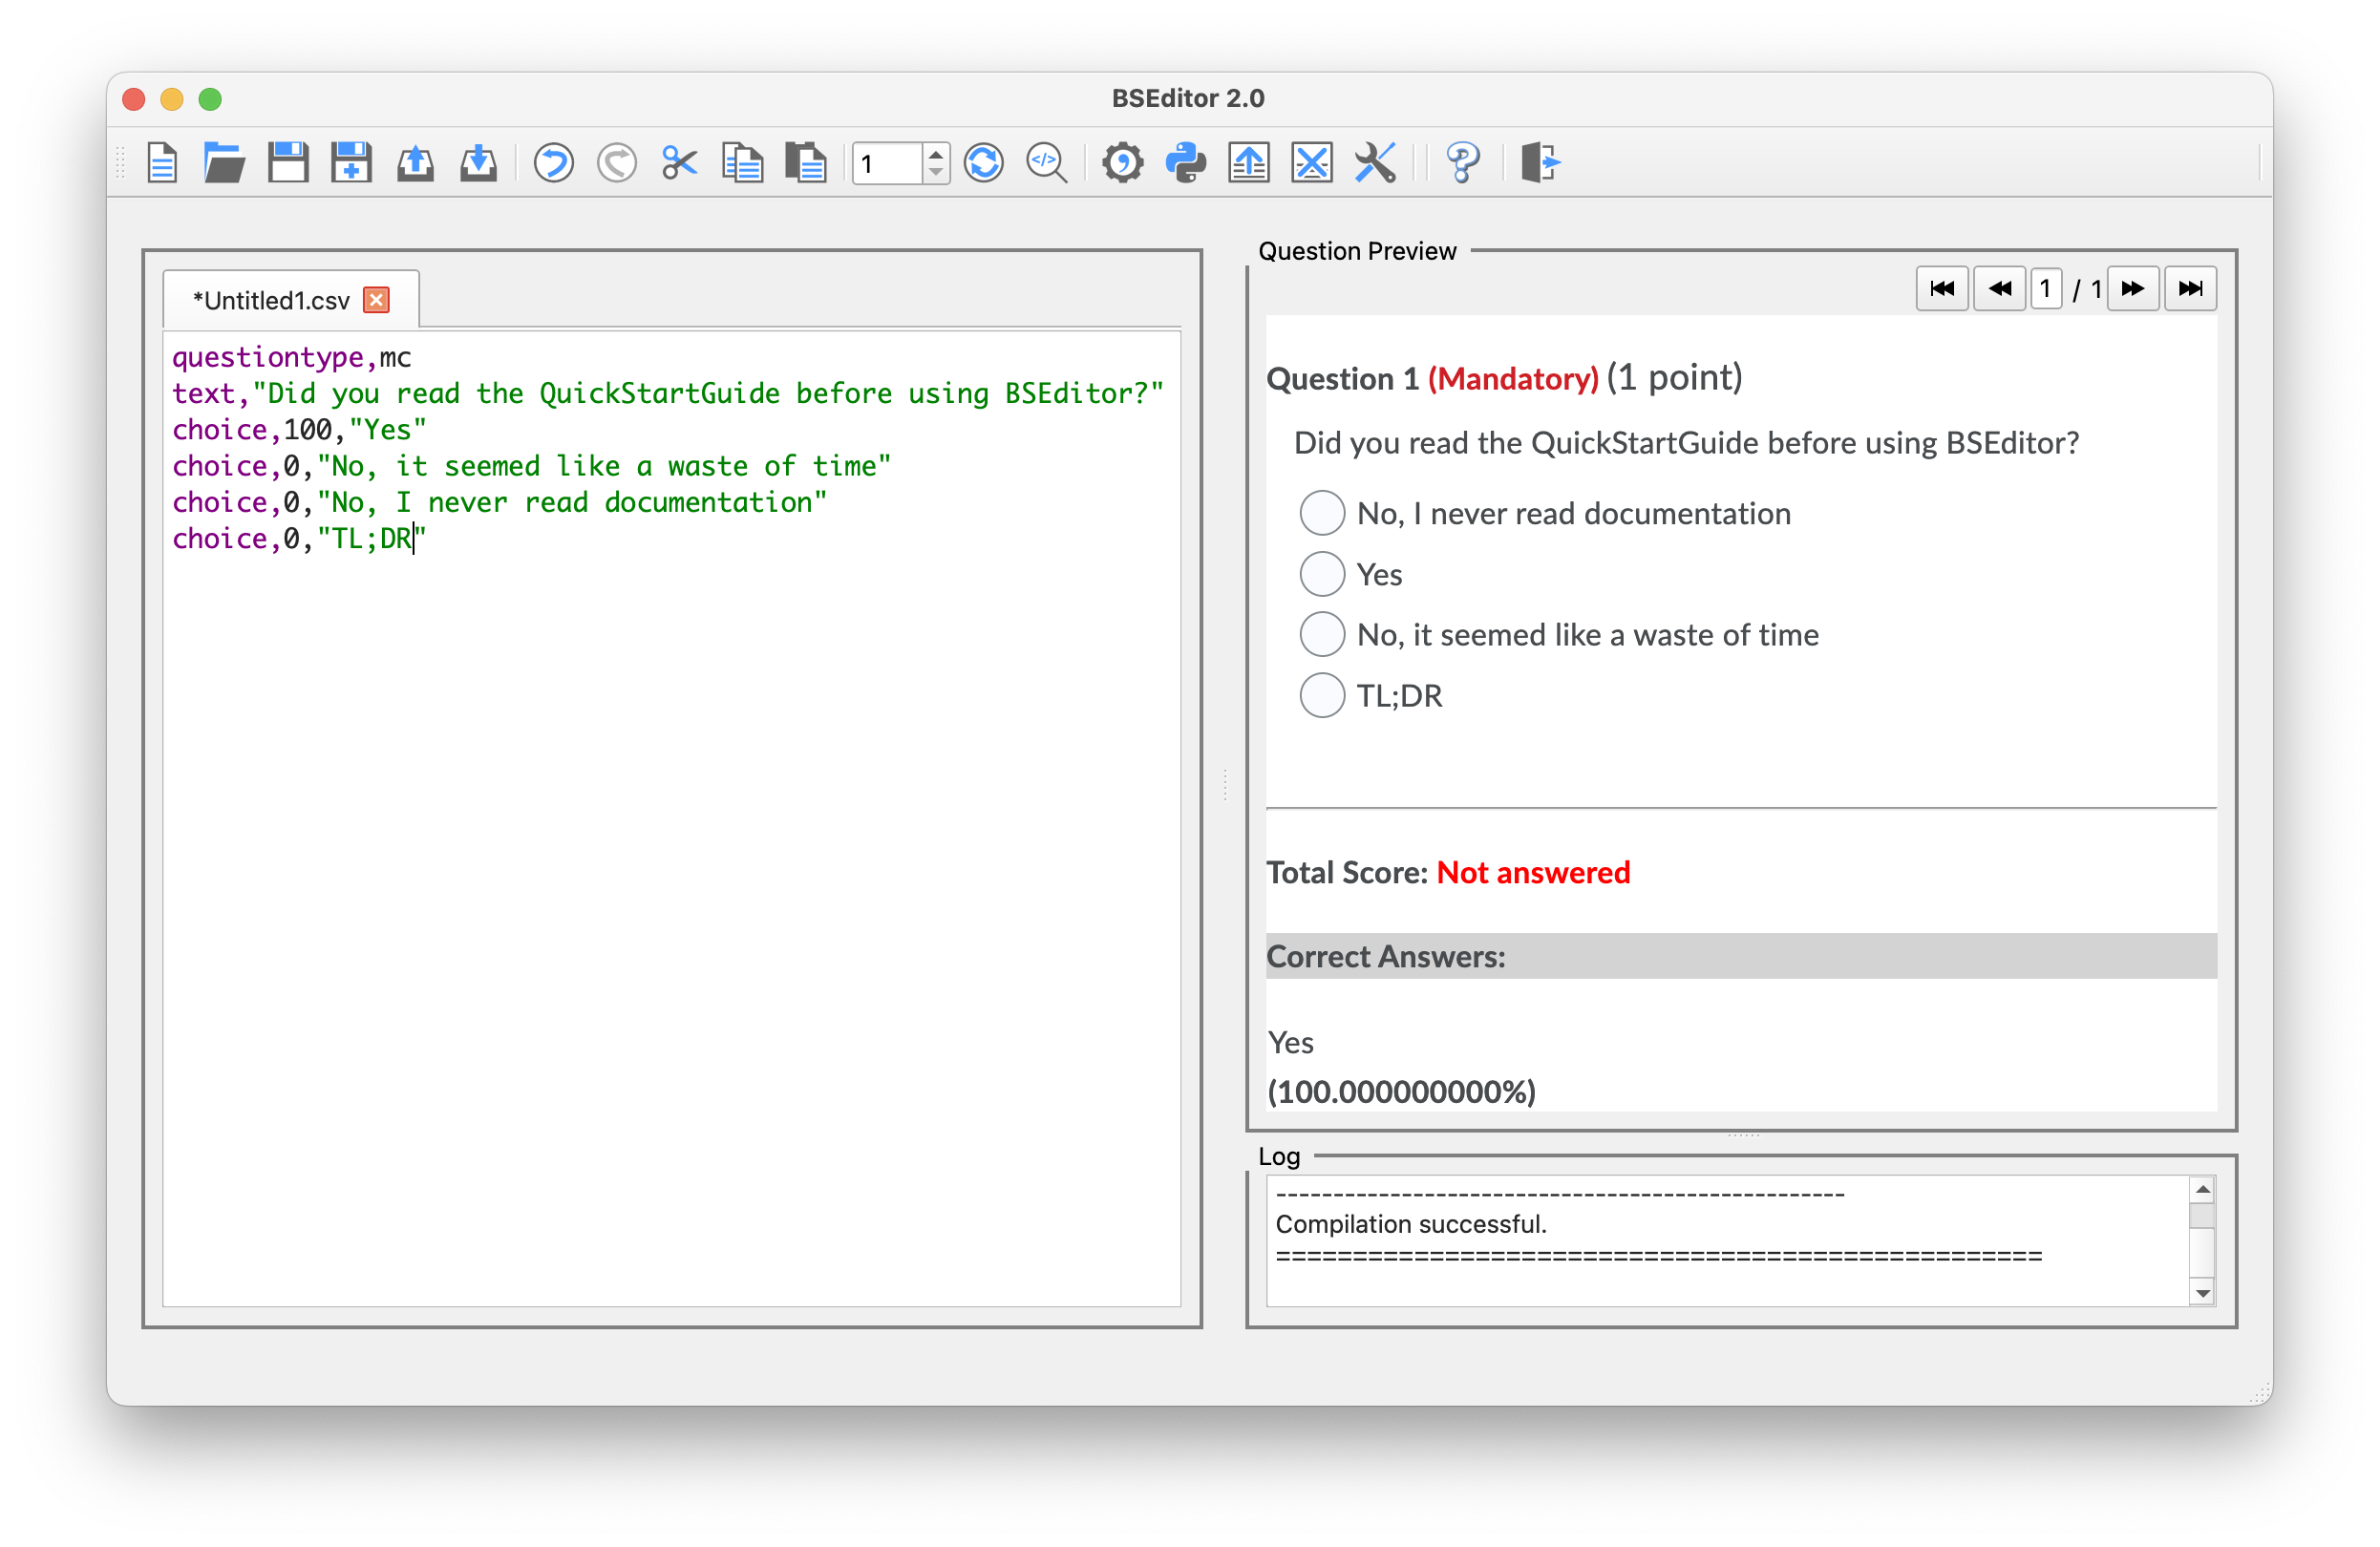 BSEditor 2.0
1
*Untitled1.csv
questiontype,mc
text,"Did you read the QuickStartGuide before using BSEditor?"
choice,100,"Yes"
choice,0,"No, it seemed like a waste of time"
choice,0,"No, I never read documentation"
choice,0,"TL;DR"
Question Preview
1 / 1
Question 1 (Mandatory) (1 point)
Did you read the QuickStartGuide before using BSEditor?
No, I never read documentation
Yes
No, it seemed like a waste of time
TL;DR
Total Score: Not answered
Correct Answers:
Yes
(100.000000000%)
Log
--------------------------------------------------
Compilation successful.
==================================================